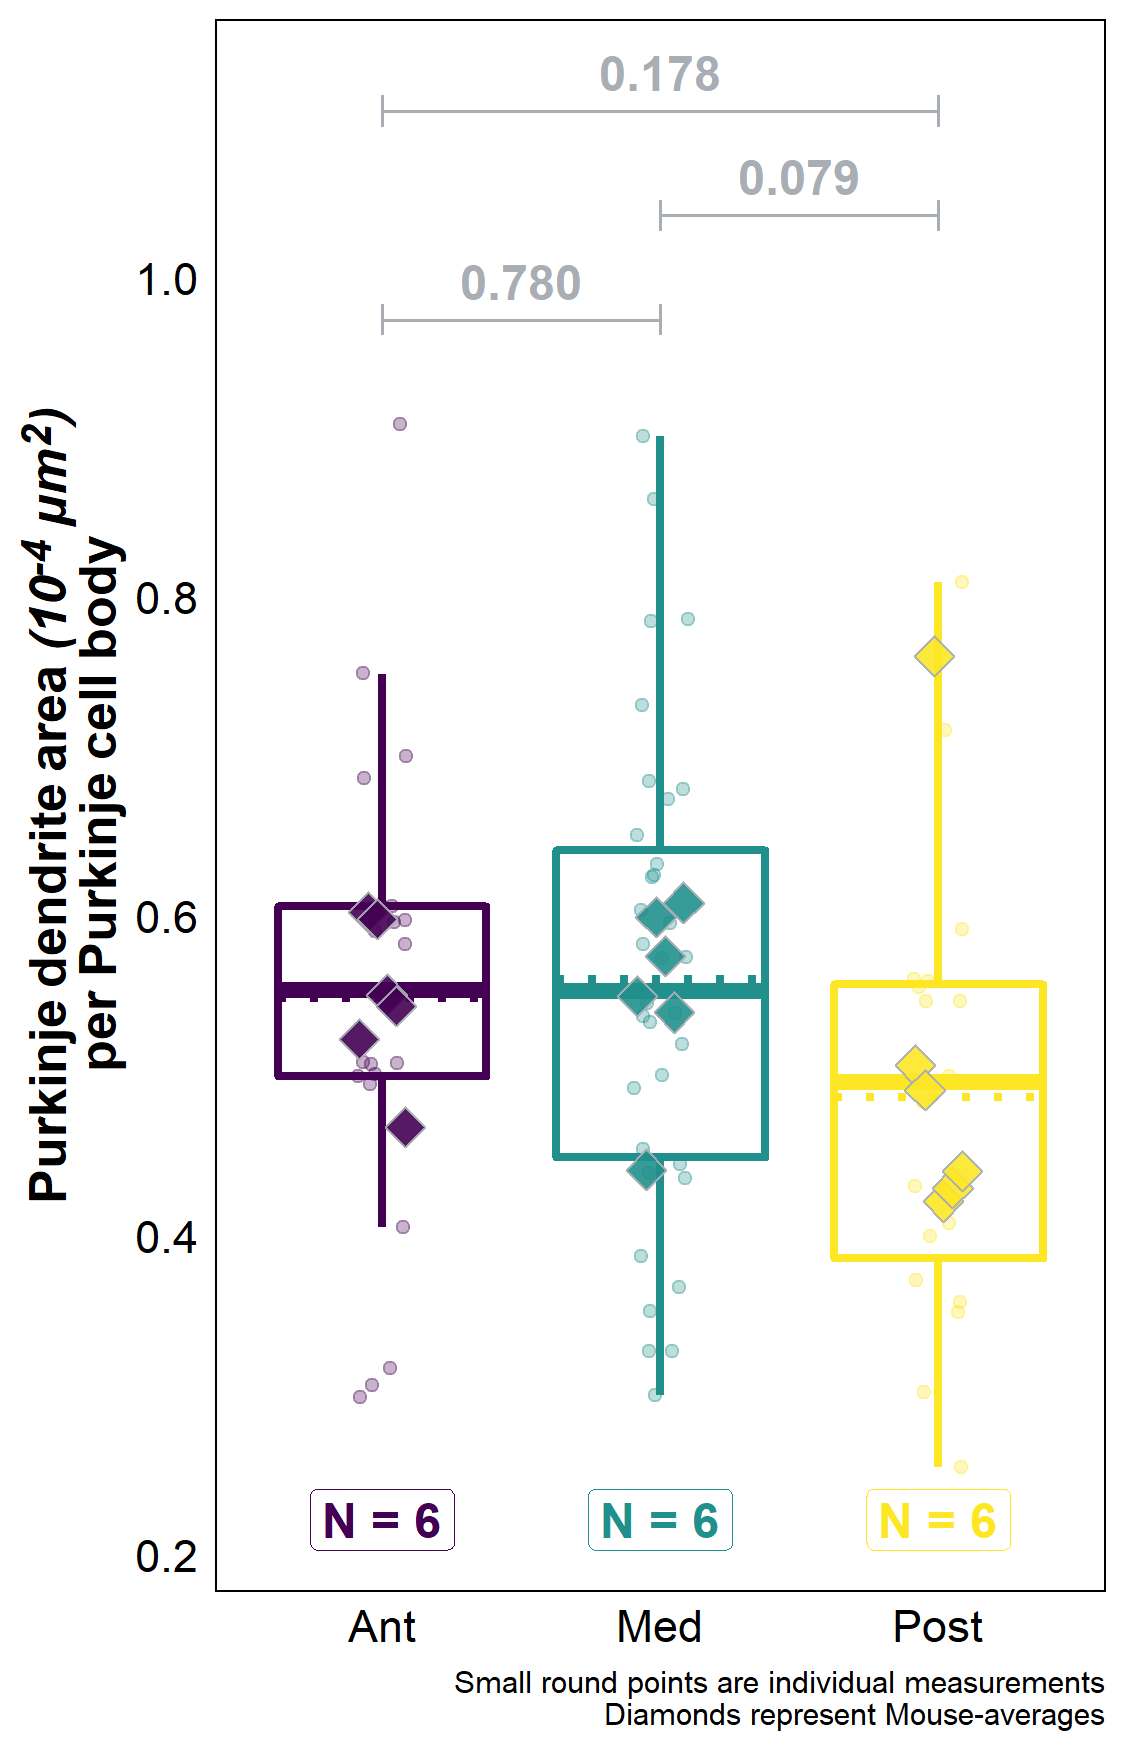 0.178
0.079
0.780
1.0
0.8
0.6
0.4
0.2
Purkinje dendrite area (10⁻⁴ µm²)
per Purkinje cell body
N = 6
N = 6
N = 6
Ant
Med
Post
Small round points are individual measurements
Diamonds represent Mouse-averages